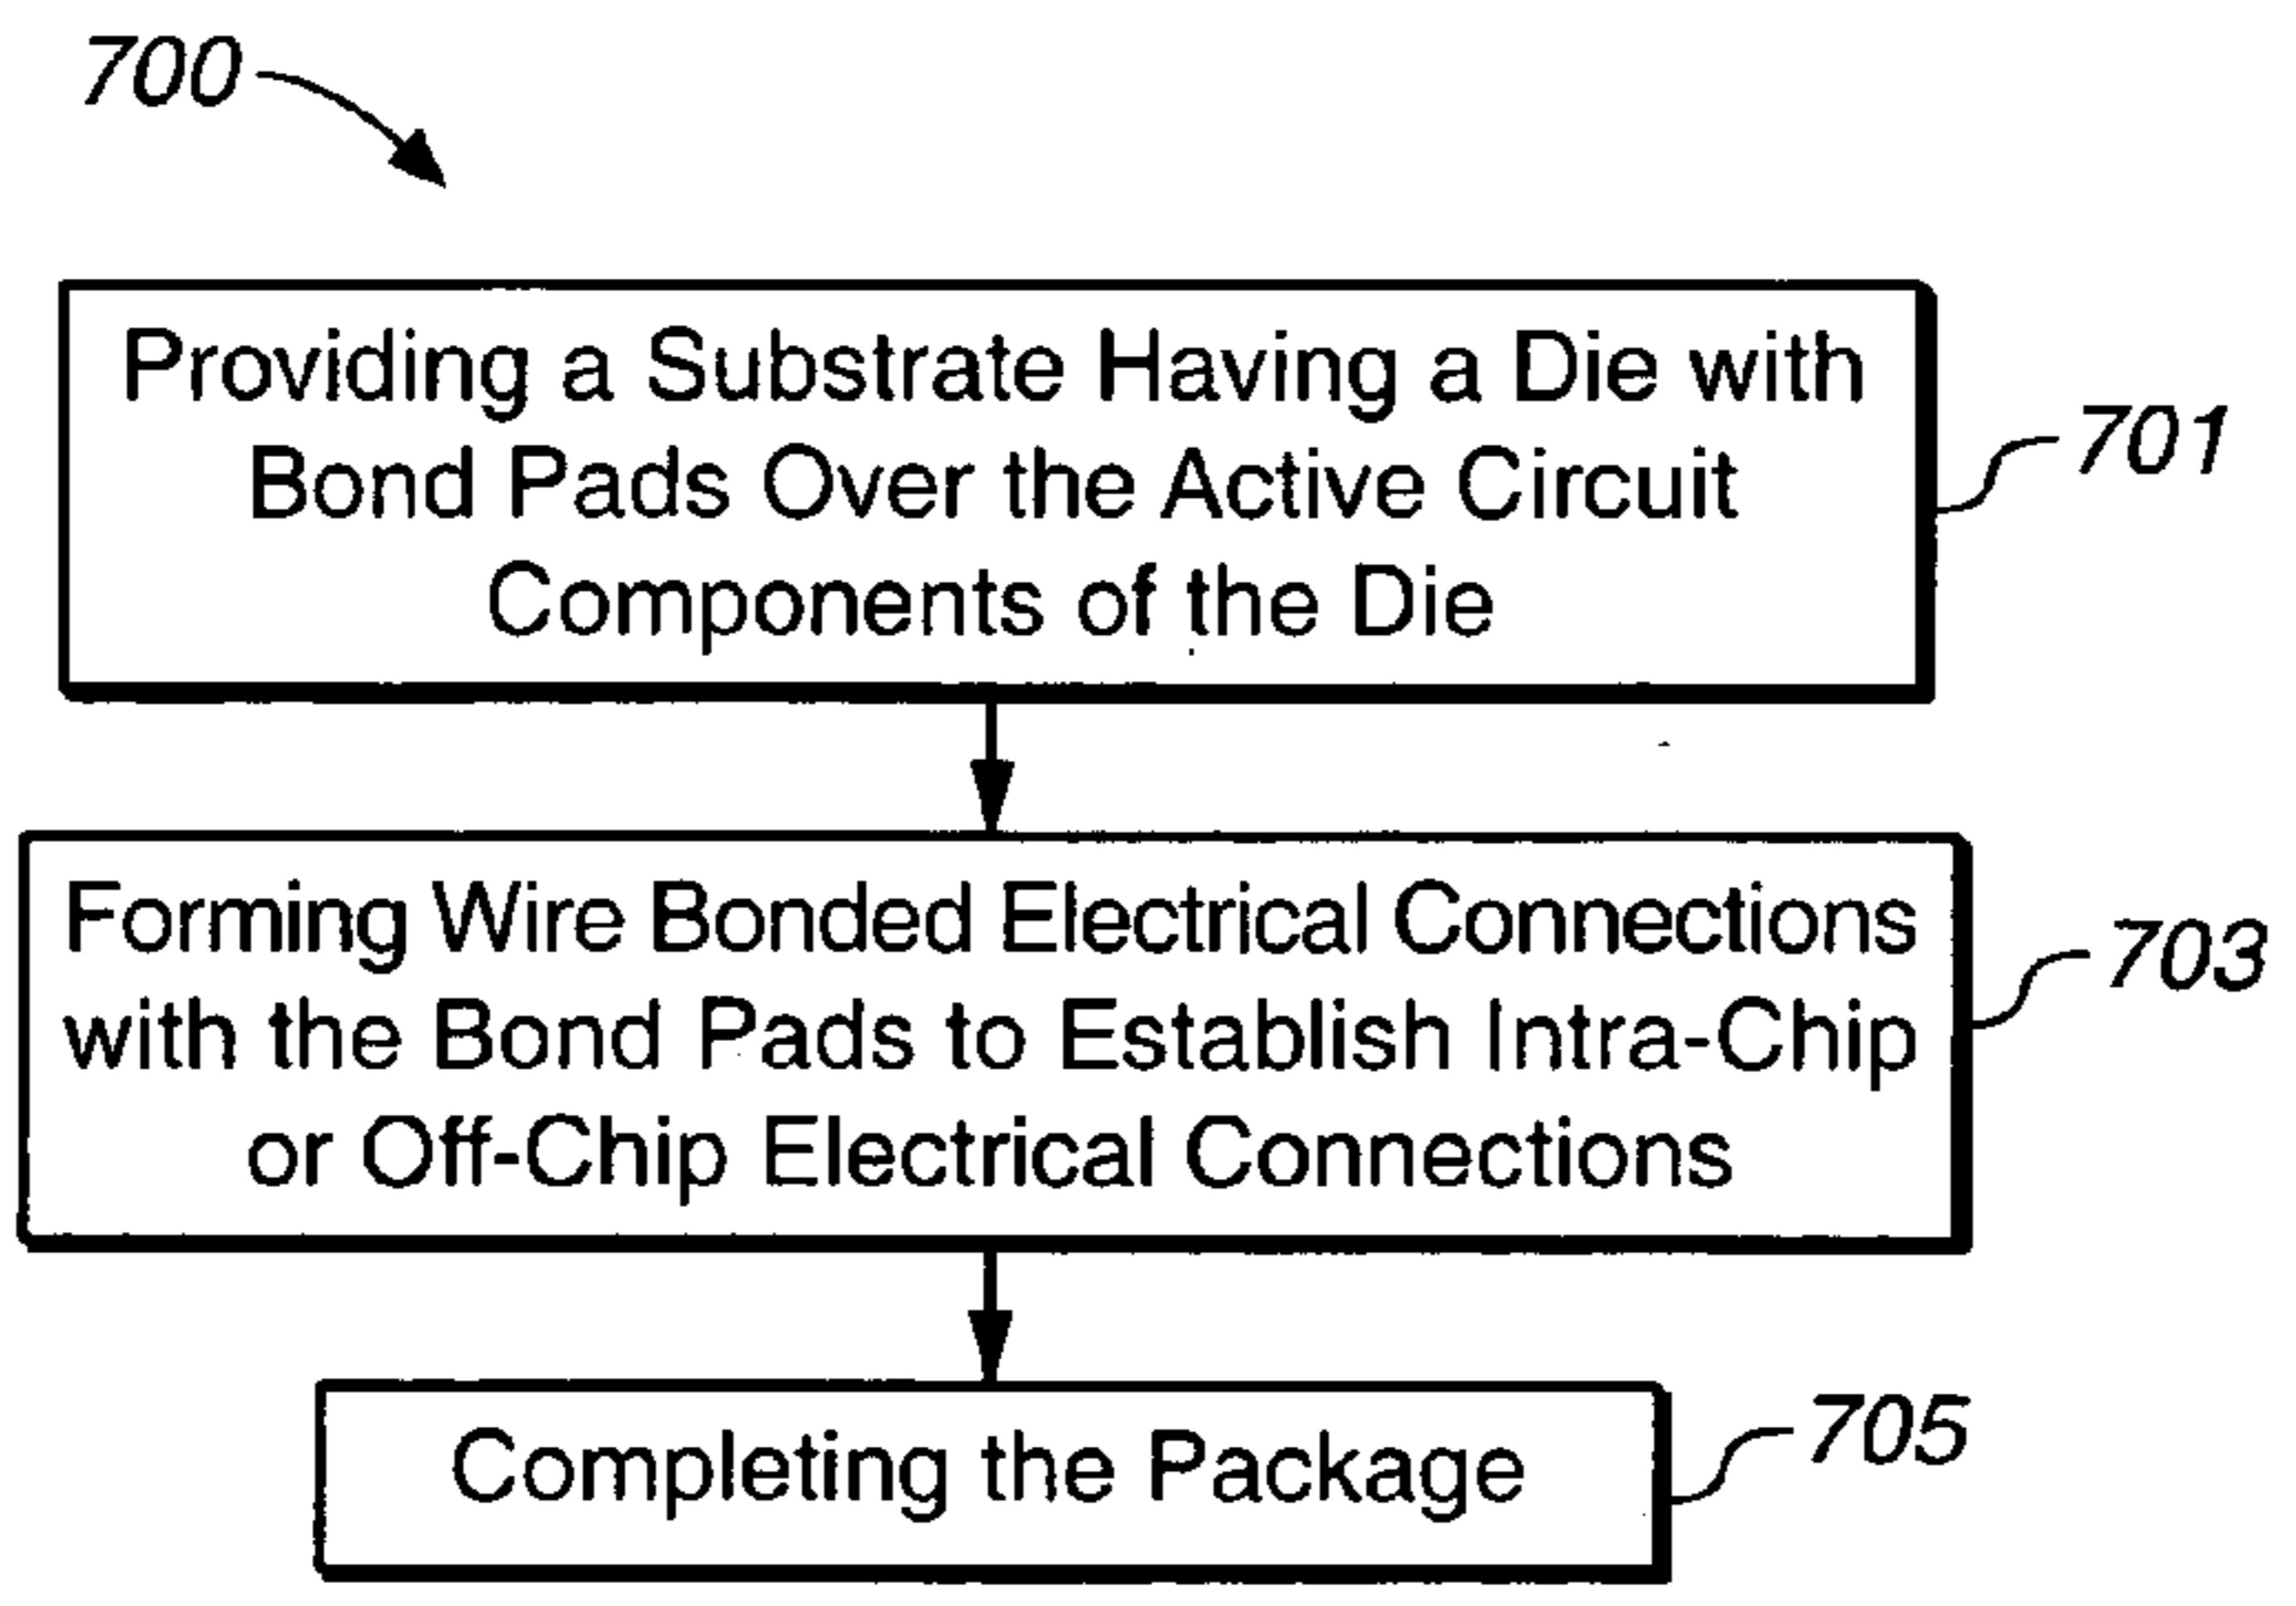 700
Providing a Substrate Having a Die with
Bond Pads Over the Active Circuit
Components of the Die
701
Forming Wire Bonded Electrical Connections
with the Bond Pads to Establish Intra-Chip
or Off-Chip Electrical Connections
703
Completing the Package
705